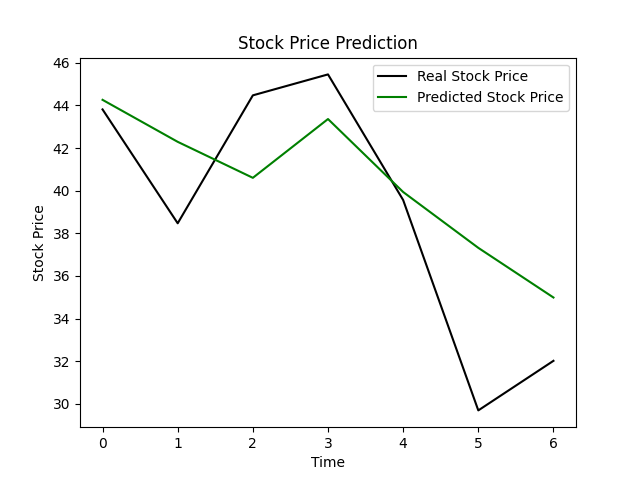 Stock Price Prediction
Real Stock Price
Predicted Stock Price
Stock Price
46
44
42
40
38
36
34
32
30
0 1 2 3 4 5 6
Time